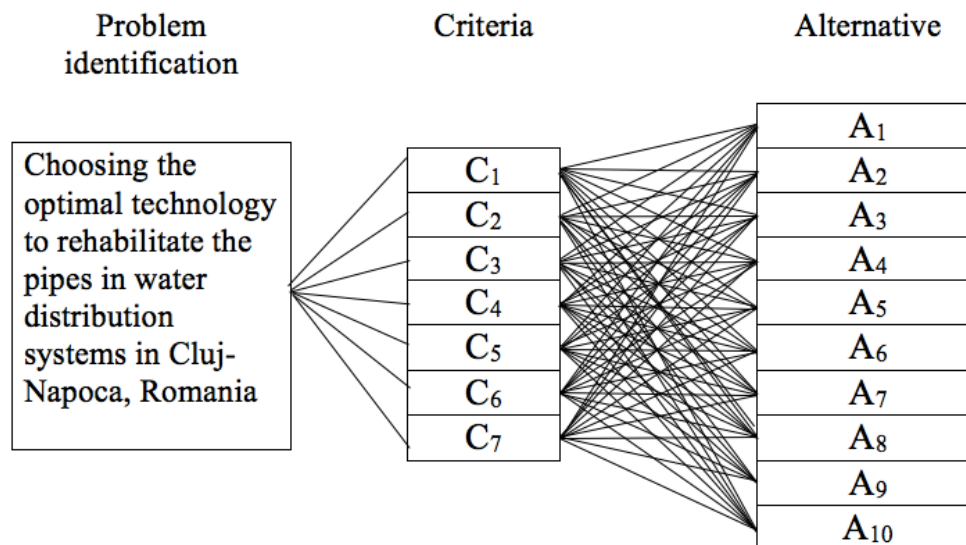 Problem
identification
Criteria
Alternative
Choosing the
optimal technology
to rehabilitate the
pipes in water
distribution
systems in Cluj-
Napoca, Romania
C₁
C₂
C₃
C₄
C₅
C₆
C₇
A₁
A₂
A₃
A₄
A₅
A₆
A₇
A₈
A₉
A₁₀